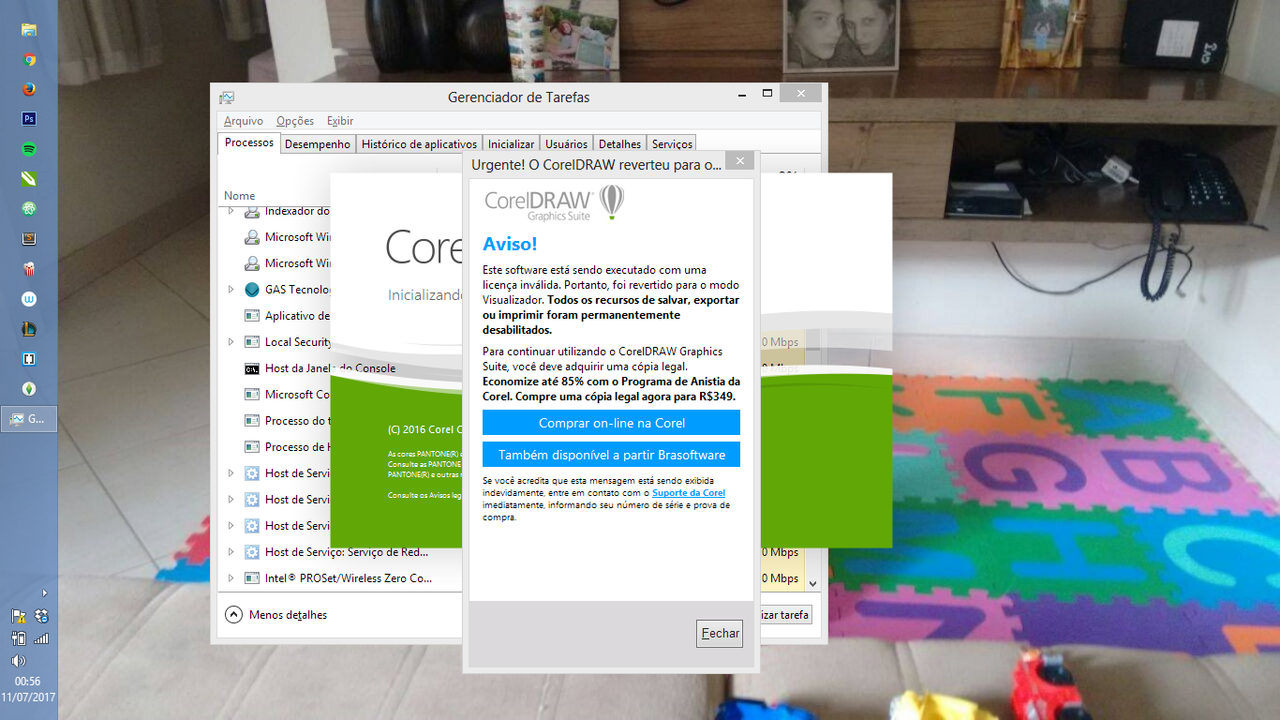 Gerenciador de Tarefas
Arquivo Opções Exibir
Processos Desempenho Histórico de aplicativos Inicializar Usuários Detalhes Serviços
Nome
Indexador do
Microsoft Win
Microsoft Win
GAS Tecnolo
Aplicativo de
Local Security
Host da Janela do Console
Microsoft Co
Processo do t
Processo de H
Host de Servi
Host de Servi
Host de Servi
Host de Serviço: Serviço de Red...
Intel® PROSet/Wireless Zero Co...
0 Mbps
0 Mbps
0 Mbps
Menos detalhes
izar tarefa
Corel
Inicializando
(C) 2016 Corel C
As cores PANTONE(R) e
Consulte as PANTONE
PANTONE(R) e outras m
Consulte os Avisos leg
Urgente! O CorelDRAW reverteu para o...
CorelDRAW
Graphics Suite
Aviso!
Este software está sendo executado com uma
licença inválida. Portanto, foi revertido para o modo
Visualizador. Todos os recursos de salvar, exportar
ou imprimir foram permanentemente
desabilitados.
Para continuar utilizando o CorelDRAW Graphics
Suite, você deve adquirir uma cópia legal.
Economize até 85% com o Programa de Anistia da
Corel. Compre uma cópia legal agora para R$349.
Comprar on-line na Corel
Também disponível a partir Brasoftware
Se você acredita que esta mensagem está sendo exibida
indevidamente, entre em contato com o Suporte da Corel
imediatamente, informando seu número de série e prova de
compra.
Fechar
Ps
G...
00:56
11/07/2017
A
F
B
G
H
C